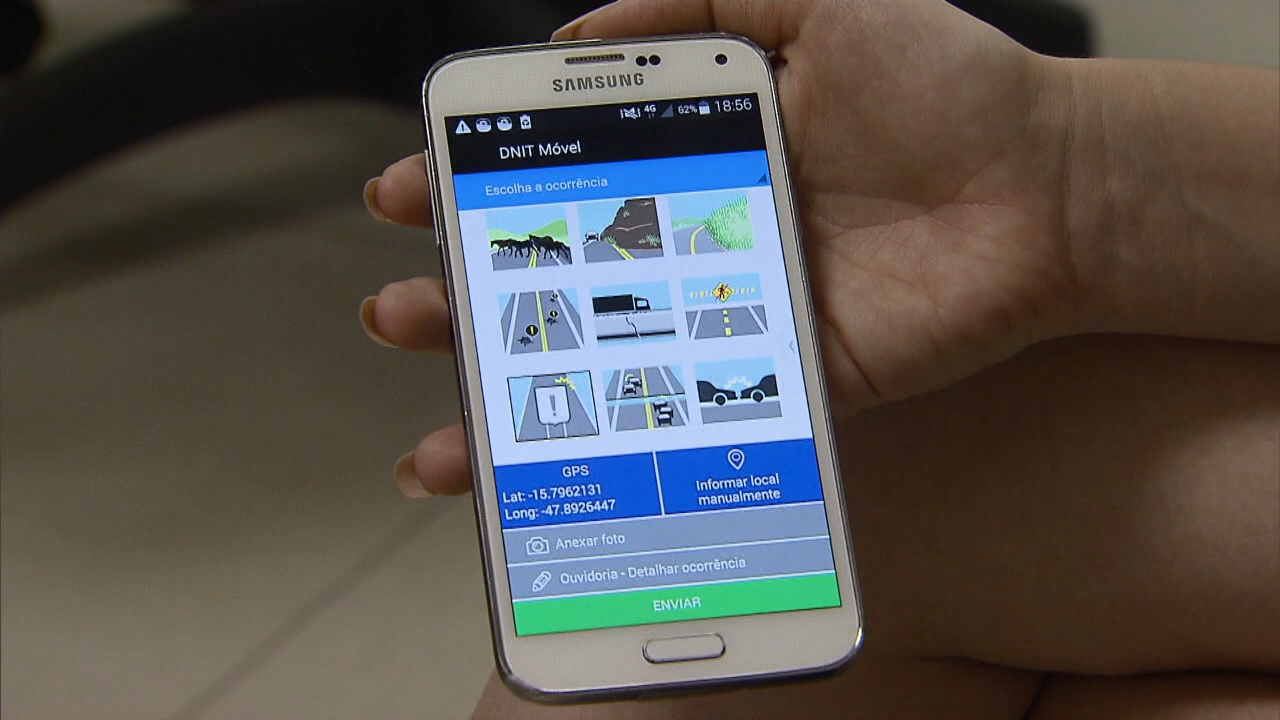 SAMSUNG
4G 62% 18:56
DNIT Móvel
Escolha a ocorrência
!
GPS
Lat: -15.7962131
Long: -47.8926447
Informar local
manualmente
Anexar foto
Ouvidoria - Detalhar ocorrência
ENVIAR